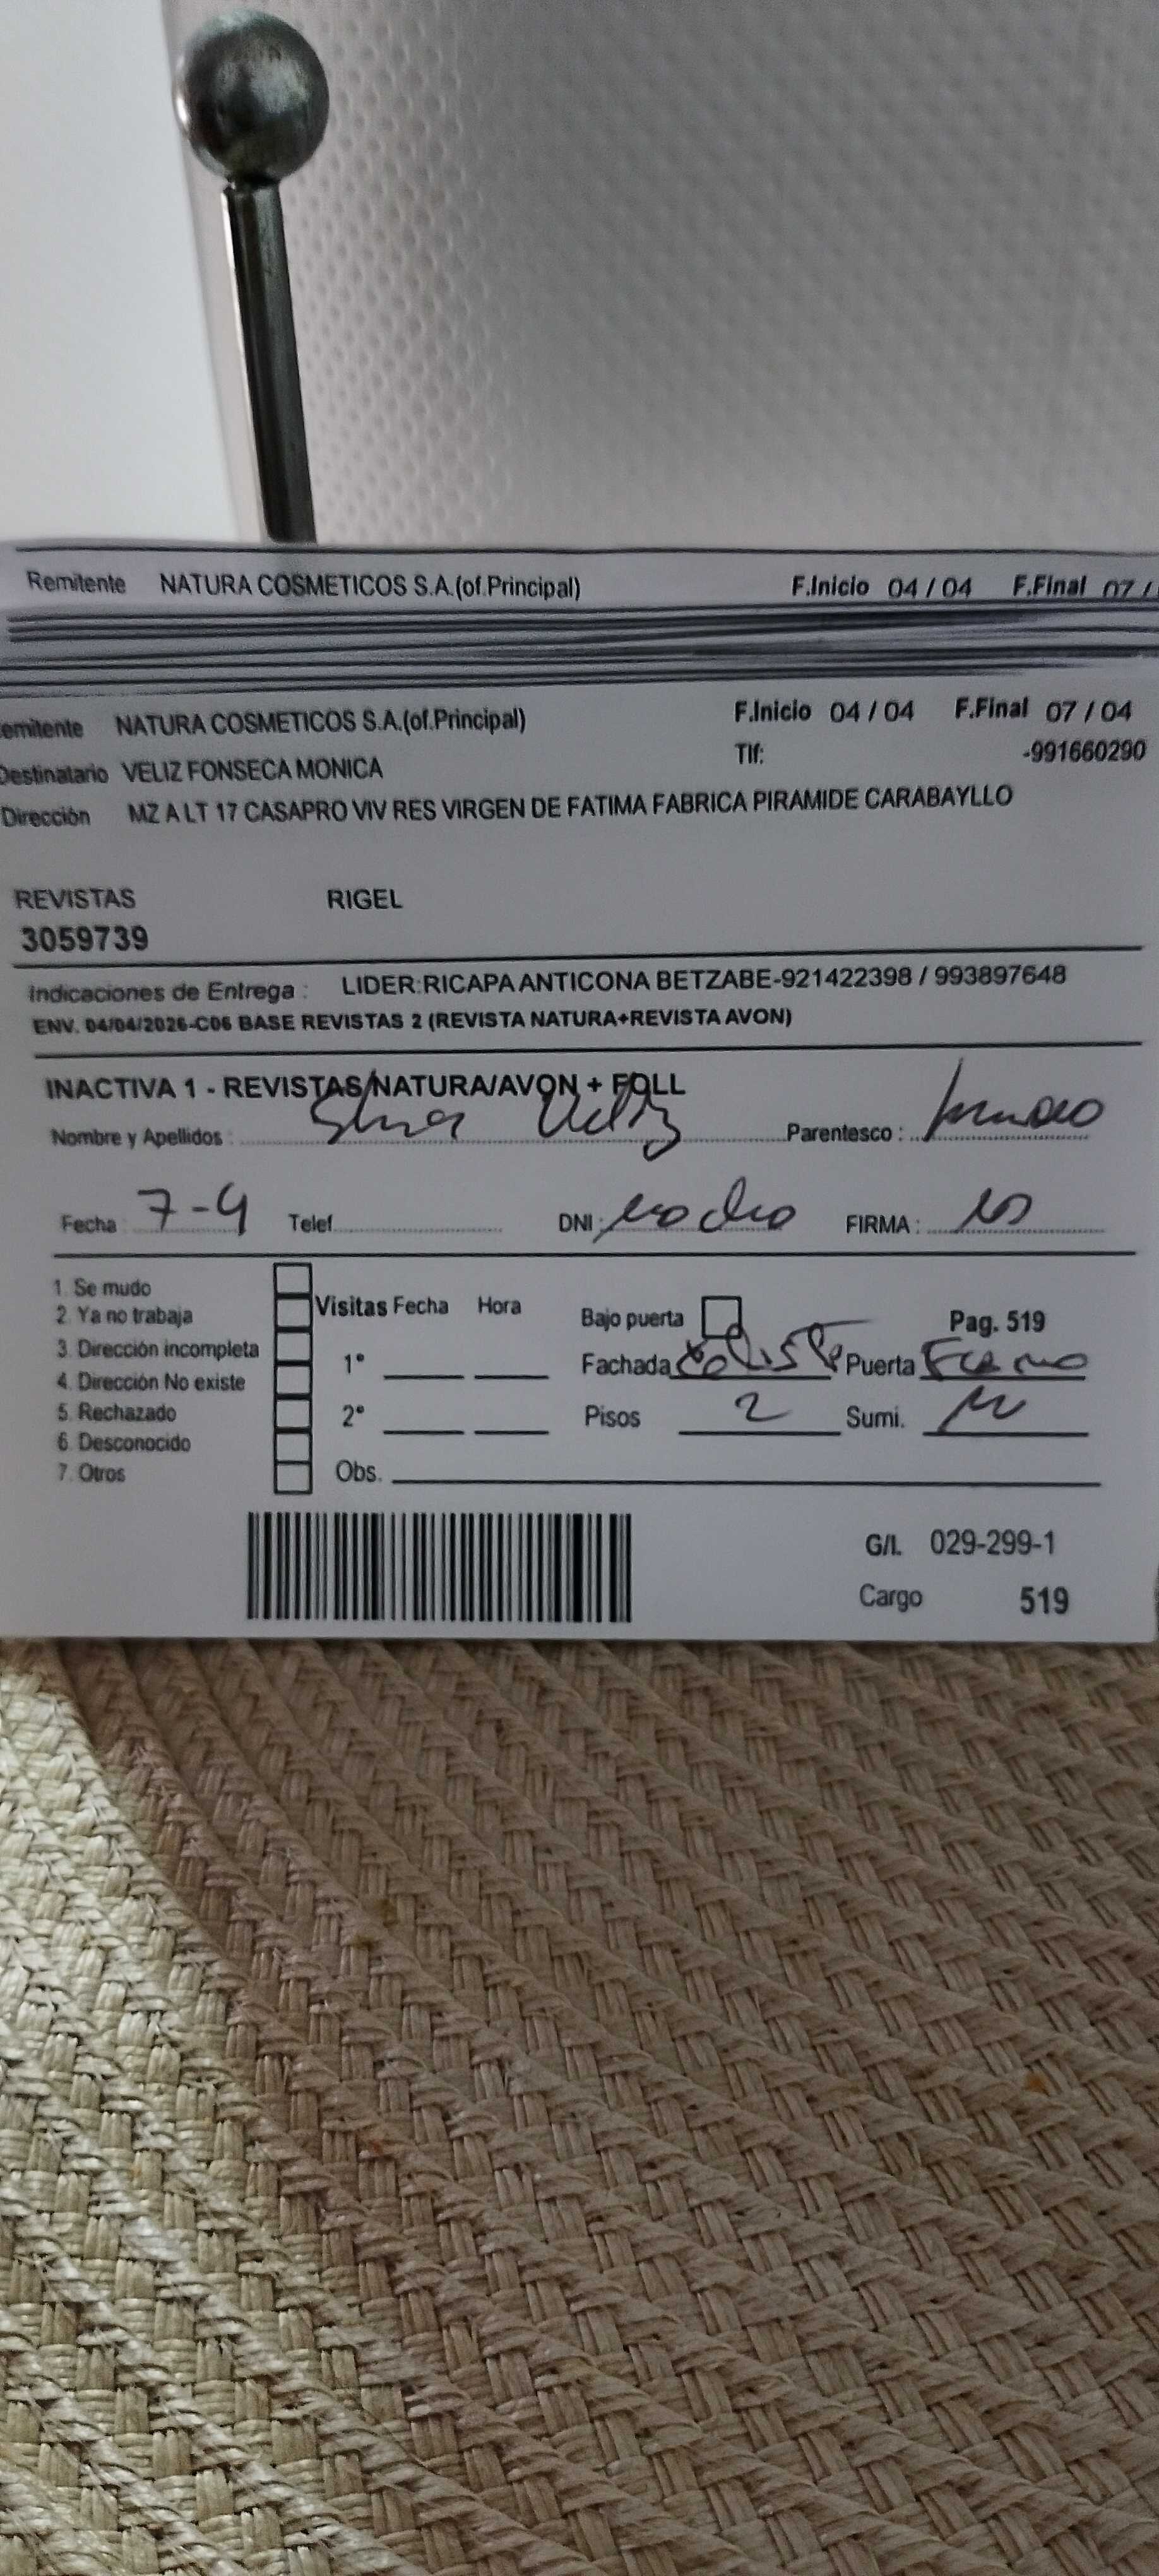 Remitente NATURA COSMETICOS S.A.(of.Principal) F.Inicio 04 / 04 F.Final 07 /
emitente NATURA COSMETICOS S.A.(of.Principal) F.Inicio 04 / 04 F.Final 07 / 04
Destinatario VELIZ FONSECA MONICA Tlf: -991660290
Dirección MZ A LT 17 CASAPRO VIV RES VIRGEN DE FATIMA FABRICA PIRAMIDE CARABAYLLO
REVISTAS RIGEL
3059739
Indicaciones de Entrega : LIDER:RICAPA ANTICONA BETZABE-921422398 / 993897648
ENV. 04/04/2026-C06 BASE REVISTAS 2 (REVISTA NATURA+REVISTA AVON)
INACTIVA 1 - REVISTAS/NATURA/AVON + FOLL
Nombre y Apellidos : Veliz Parentesco :
Fecha : 7-4 Telef. DNI : FIRMA :
1. Se mudo
2. Ya no trabaja Visitas Fecha Hora Bajo puerta Pag. 519
3. Dirección incompleta 1° Fachada Puerta
4. Dirección No existe
5. Rechazado 2° Pisos 2 Sumi.
6. Desconocido
7. Otros Obs.
G/I. 029-299-1
Cargo 519